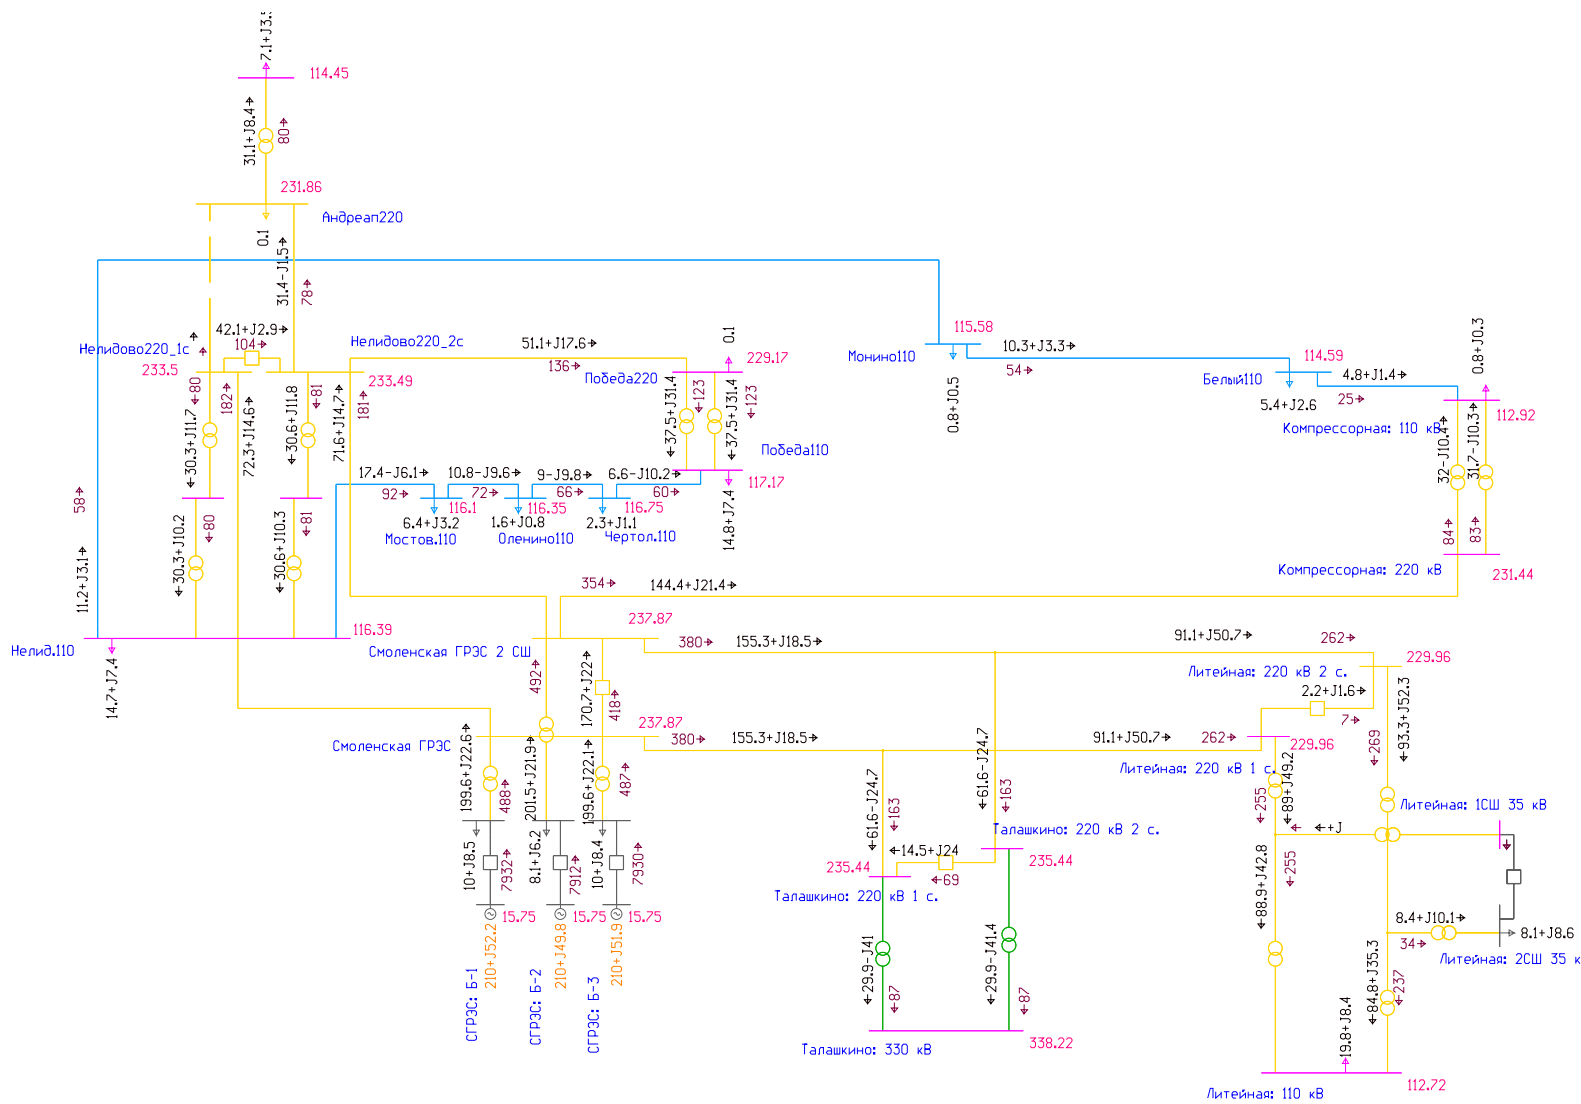 7.1+J3.
114.45
31.1+J8.4
80
231.86
Андреап220
0.1
31.4-J1.5
78
42.1+J2.9
104
Нелидово220_1с
233.5
Нелидово220_2с
233.49
51.1+J17.6
136
0.1
229.17
Победа220
80
182
30.3+J11.7
72.3+J14.6
81
30.6+J11.8
71.6+J14.7
181
37.5+J31.4
123
37.5+J31.4
123
Победа110
117.17
14.8+J7.4
17.4-J6.1
92
10.8-J9.6
72
9-J9.8
66
6.6-J10.2
60
116.1
116.35
116.75
6.4+J3.2
1.6+J0.8
2.3+J1.1
Мостов.110
Оленино110
Чертол.110
115.58
Монино110
0.8+J0.5
10.3+J3.3
54
114.59
Белый110
5.4+J2.6
4.8+J1.4
25
0.8+J0.3
112.92
Компрессорная: 110 кВ
32-J10.4
31.7-J10.3
84
83
231.44
Компрессорная: 220 кВ
58
11.2+J3.1
30.3+J10.2
80
30.6+J10.3
81
116.39
Нелид.110
14.7+J7.4
354
144.4+J21.4
237.87
Смоленская ГРЭС 2 СШ
380
155.3+J18.5
91.1+J50.7
262
229.96
Литейная: 220 кВ 2 с.
2.2+J1.6
7
492
170.7+J22
418
237.87
Смоленская ГРЭС
380
155.3+J18.5
91.1+J50.7
262
229.96
Литейная: 220 кВ 1 с.
93.3+J52.3
269
199.6+J22.6
488
201.5+J21.9
199.6+J22.1
487
61.6-J24.7
163
61.6-J24.7
163
89+J49.2
255
Литейная: 1СШ 35 кВ
+J
10+J8.5
7932
8.1+J6.2
7912
10+J8.4
7930
15.75
15.75
15.75
210+J52.2
210+J49.8
210+J51.9
СГРЭС: Б-1
СГРЭС: Б-2
СГРЭС: Б-3
Талашкино: 220 кВ 2 с.
235.44
14.5+J24
69
235.44
Талашкино: 220 кВ 1 с.
29.9-J41
87
29.9-J41.4
87
338.22
Талашкино: 330 кВ
88.9+J42.8
255
8.4+J10.1
34
8.1+J8.6
Литейная: 2СШ 35 к
84.8+J35.3
237
19.8+J8.4
112.72
Литейная: 110 кВ